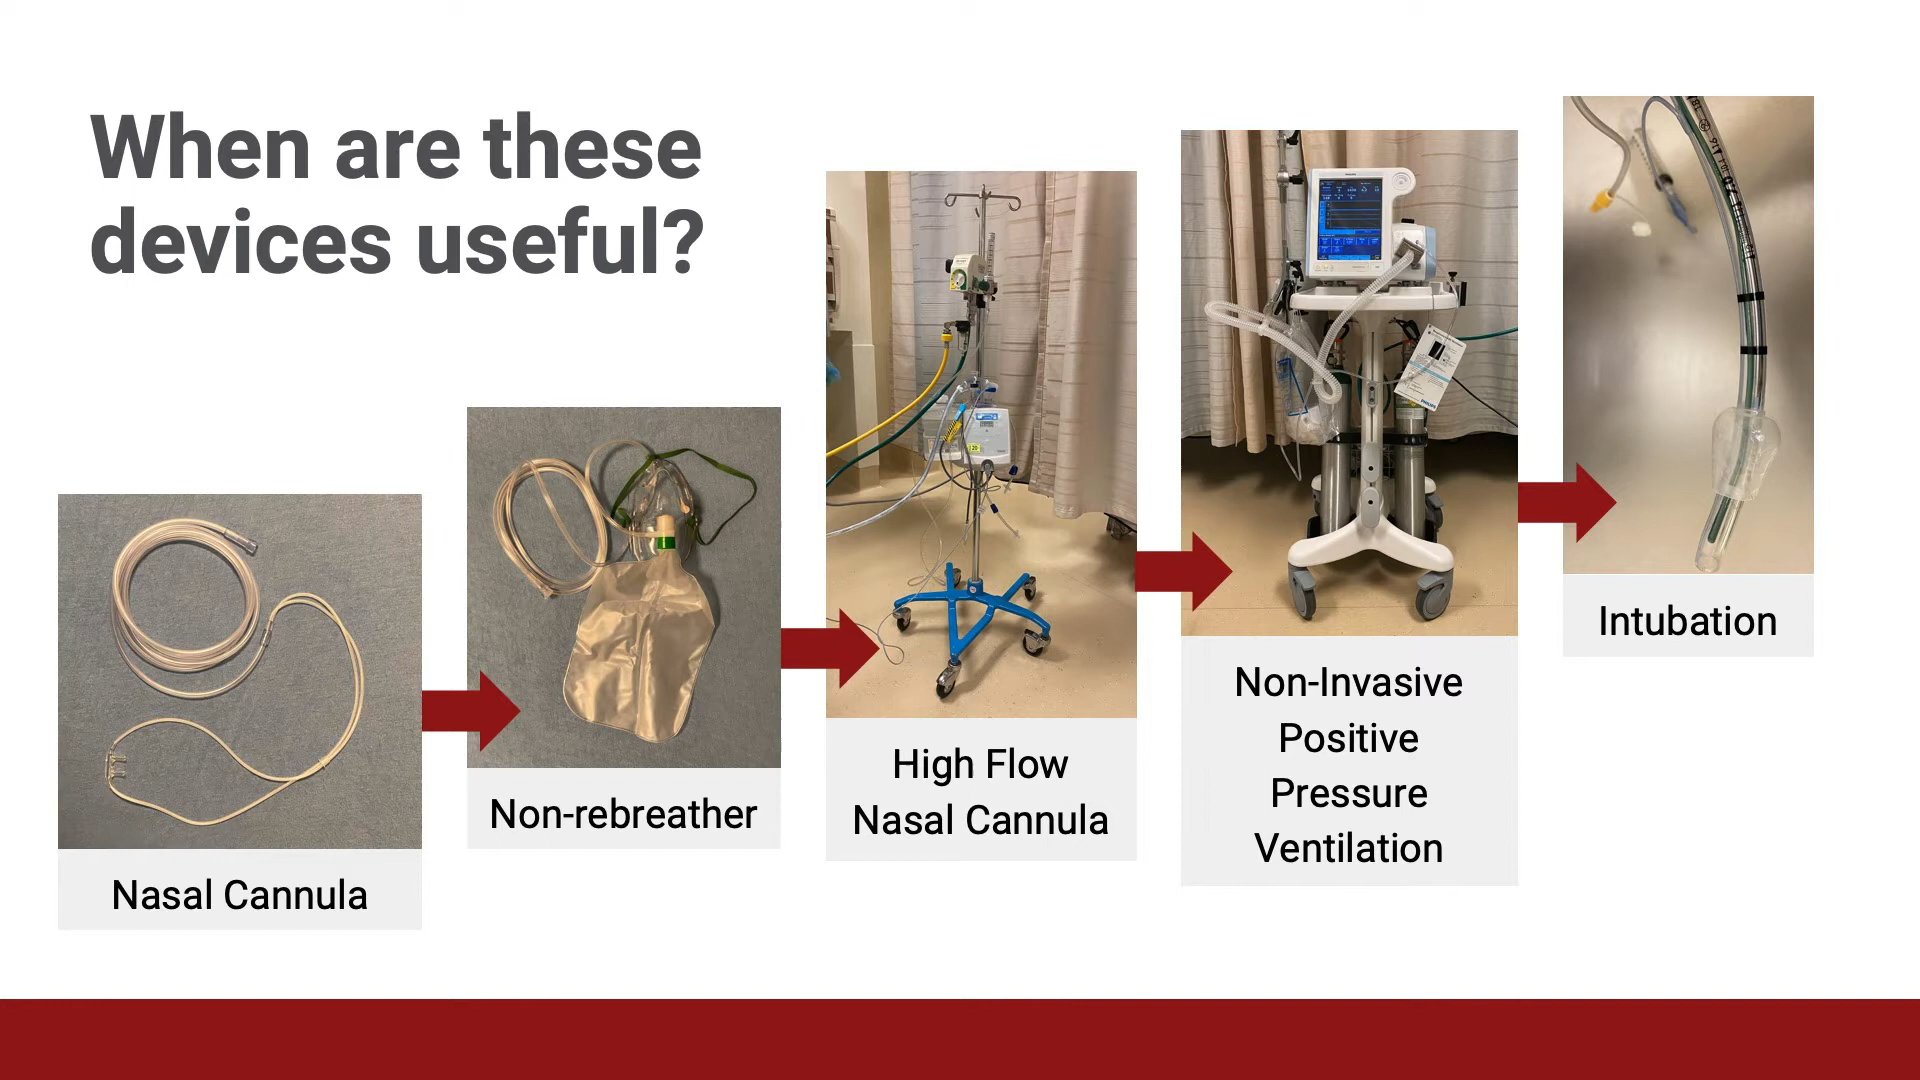 When are these
devices useful?
Nasal Cannula
Non-rebreather
High Flow
Nasal Cannula
Non-Invasive
Positive
Pressure
Ventilation
Intubation
PHILIPS